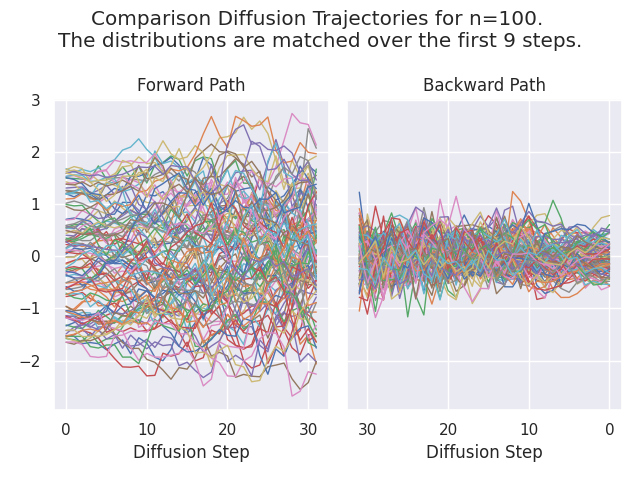 Comparison Diffusion Trajectories for n=100.
The distributions are matched over the first 9 steps.
Forward Path
Backward Path
3
2
1
0
−1
−2
0 10 20 30
30 20 10 0
Diffusion Step
Diffusion Step